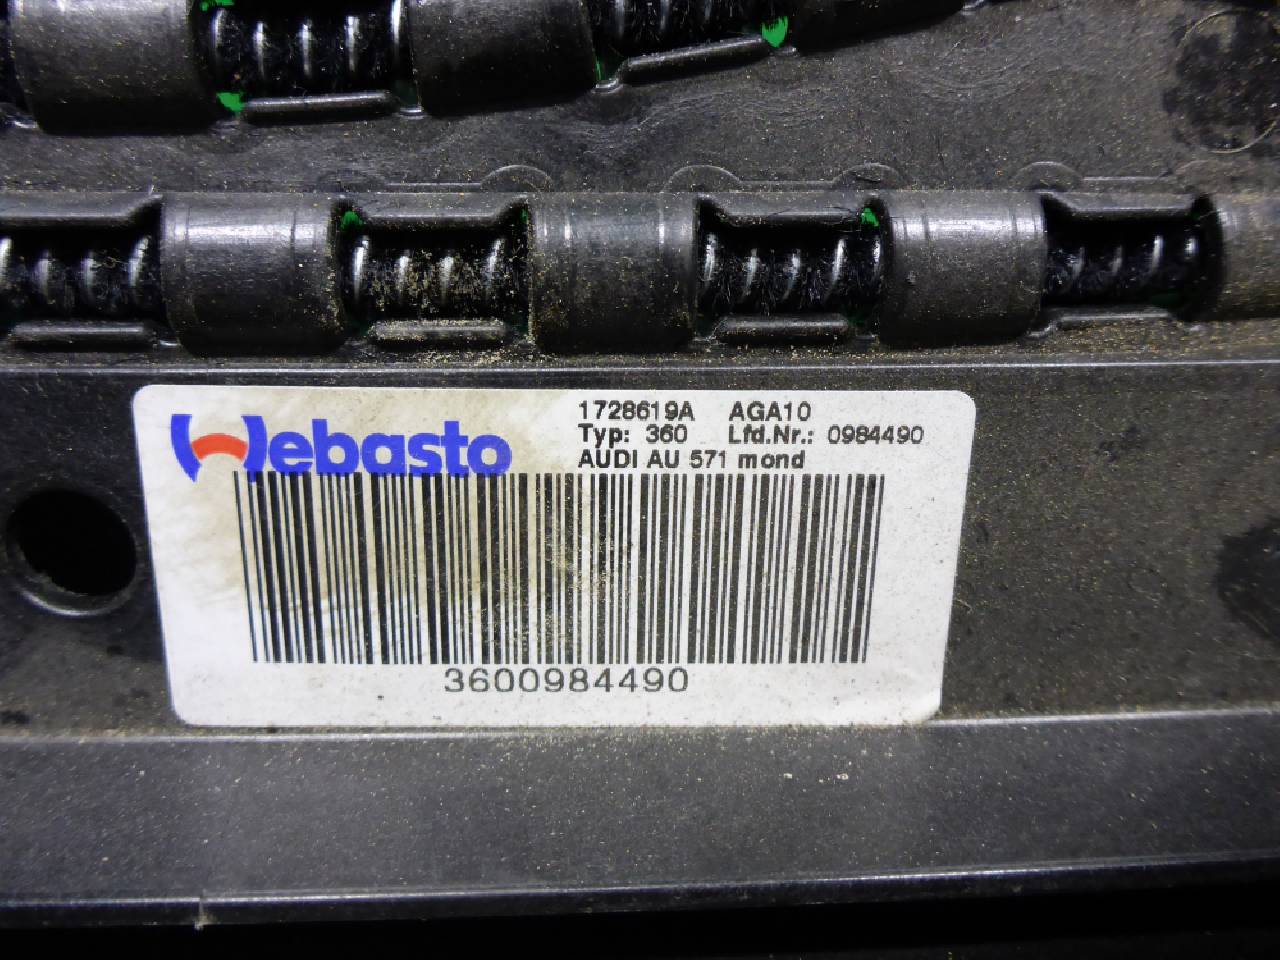 Webasto
1728619A AGA10
Typ: 360 Lfd.Nr.: 0984490
AUDI AU 571 mond
3600984490